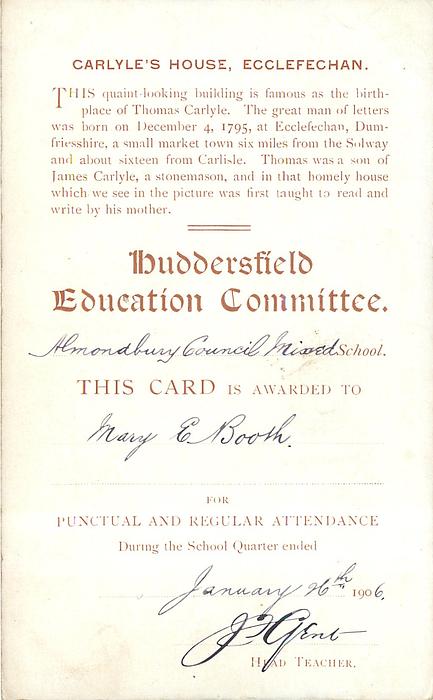 CARLYLE'S HOUSE, ECCLEFECHAN.
THIS quaint-looking building is famous as the birth-
place of Thomas Carlyle. The great man of letters
was born on December 4, 1795, at Ecclefechan, Dum-
friesshire, a small market town six miles from the Solway
and about sixteen from Carlisle. Thomas was a son of
James Carlyle, a stonemason, and in that homely house
which we see in the picture was first taught to read and
write by his mother.
Huddersfield
Education Committee.
Almondbury Council Mixed School.
THIS CARD IS AWARDED TO
Mary E Booth.
FOR
PUNCTUAL AND REGULAR ATTENDANCE
During the School Quarter ended
January 26th 1906.
J F Gent
HEAD TEACHER.